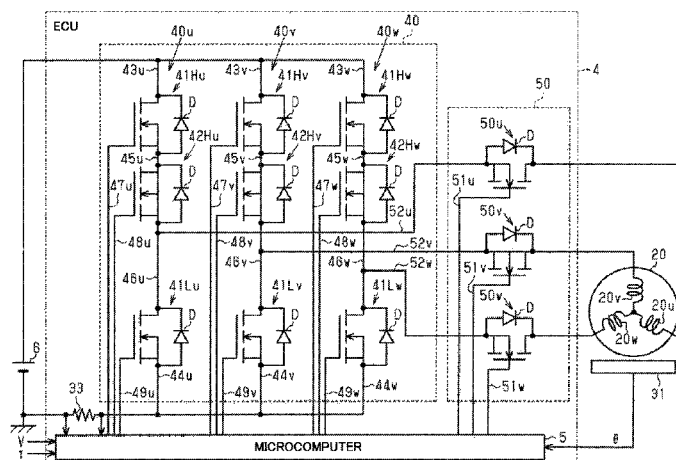 ECU
40u
40v
40w
40
43u
43v
43w
4
41Hu
41Hv
41Hw
50
D
D
D
50u
D
45u
42Hu
45v
42Hv
45w
42Hw
47u
D
47v
D
47w
D
51u
52u
50v
D
48u
48v
48w
52v
20
46u
46v
46w
52w
51v
41Lu
41Lv
41Lw
50w
D
20v
20u
20w
D
D
D
6
33
44u
44v
44w
51w
31
49u
49v
49w
V
T
MICROCOMPUTER
5
θ